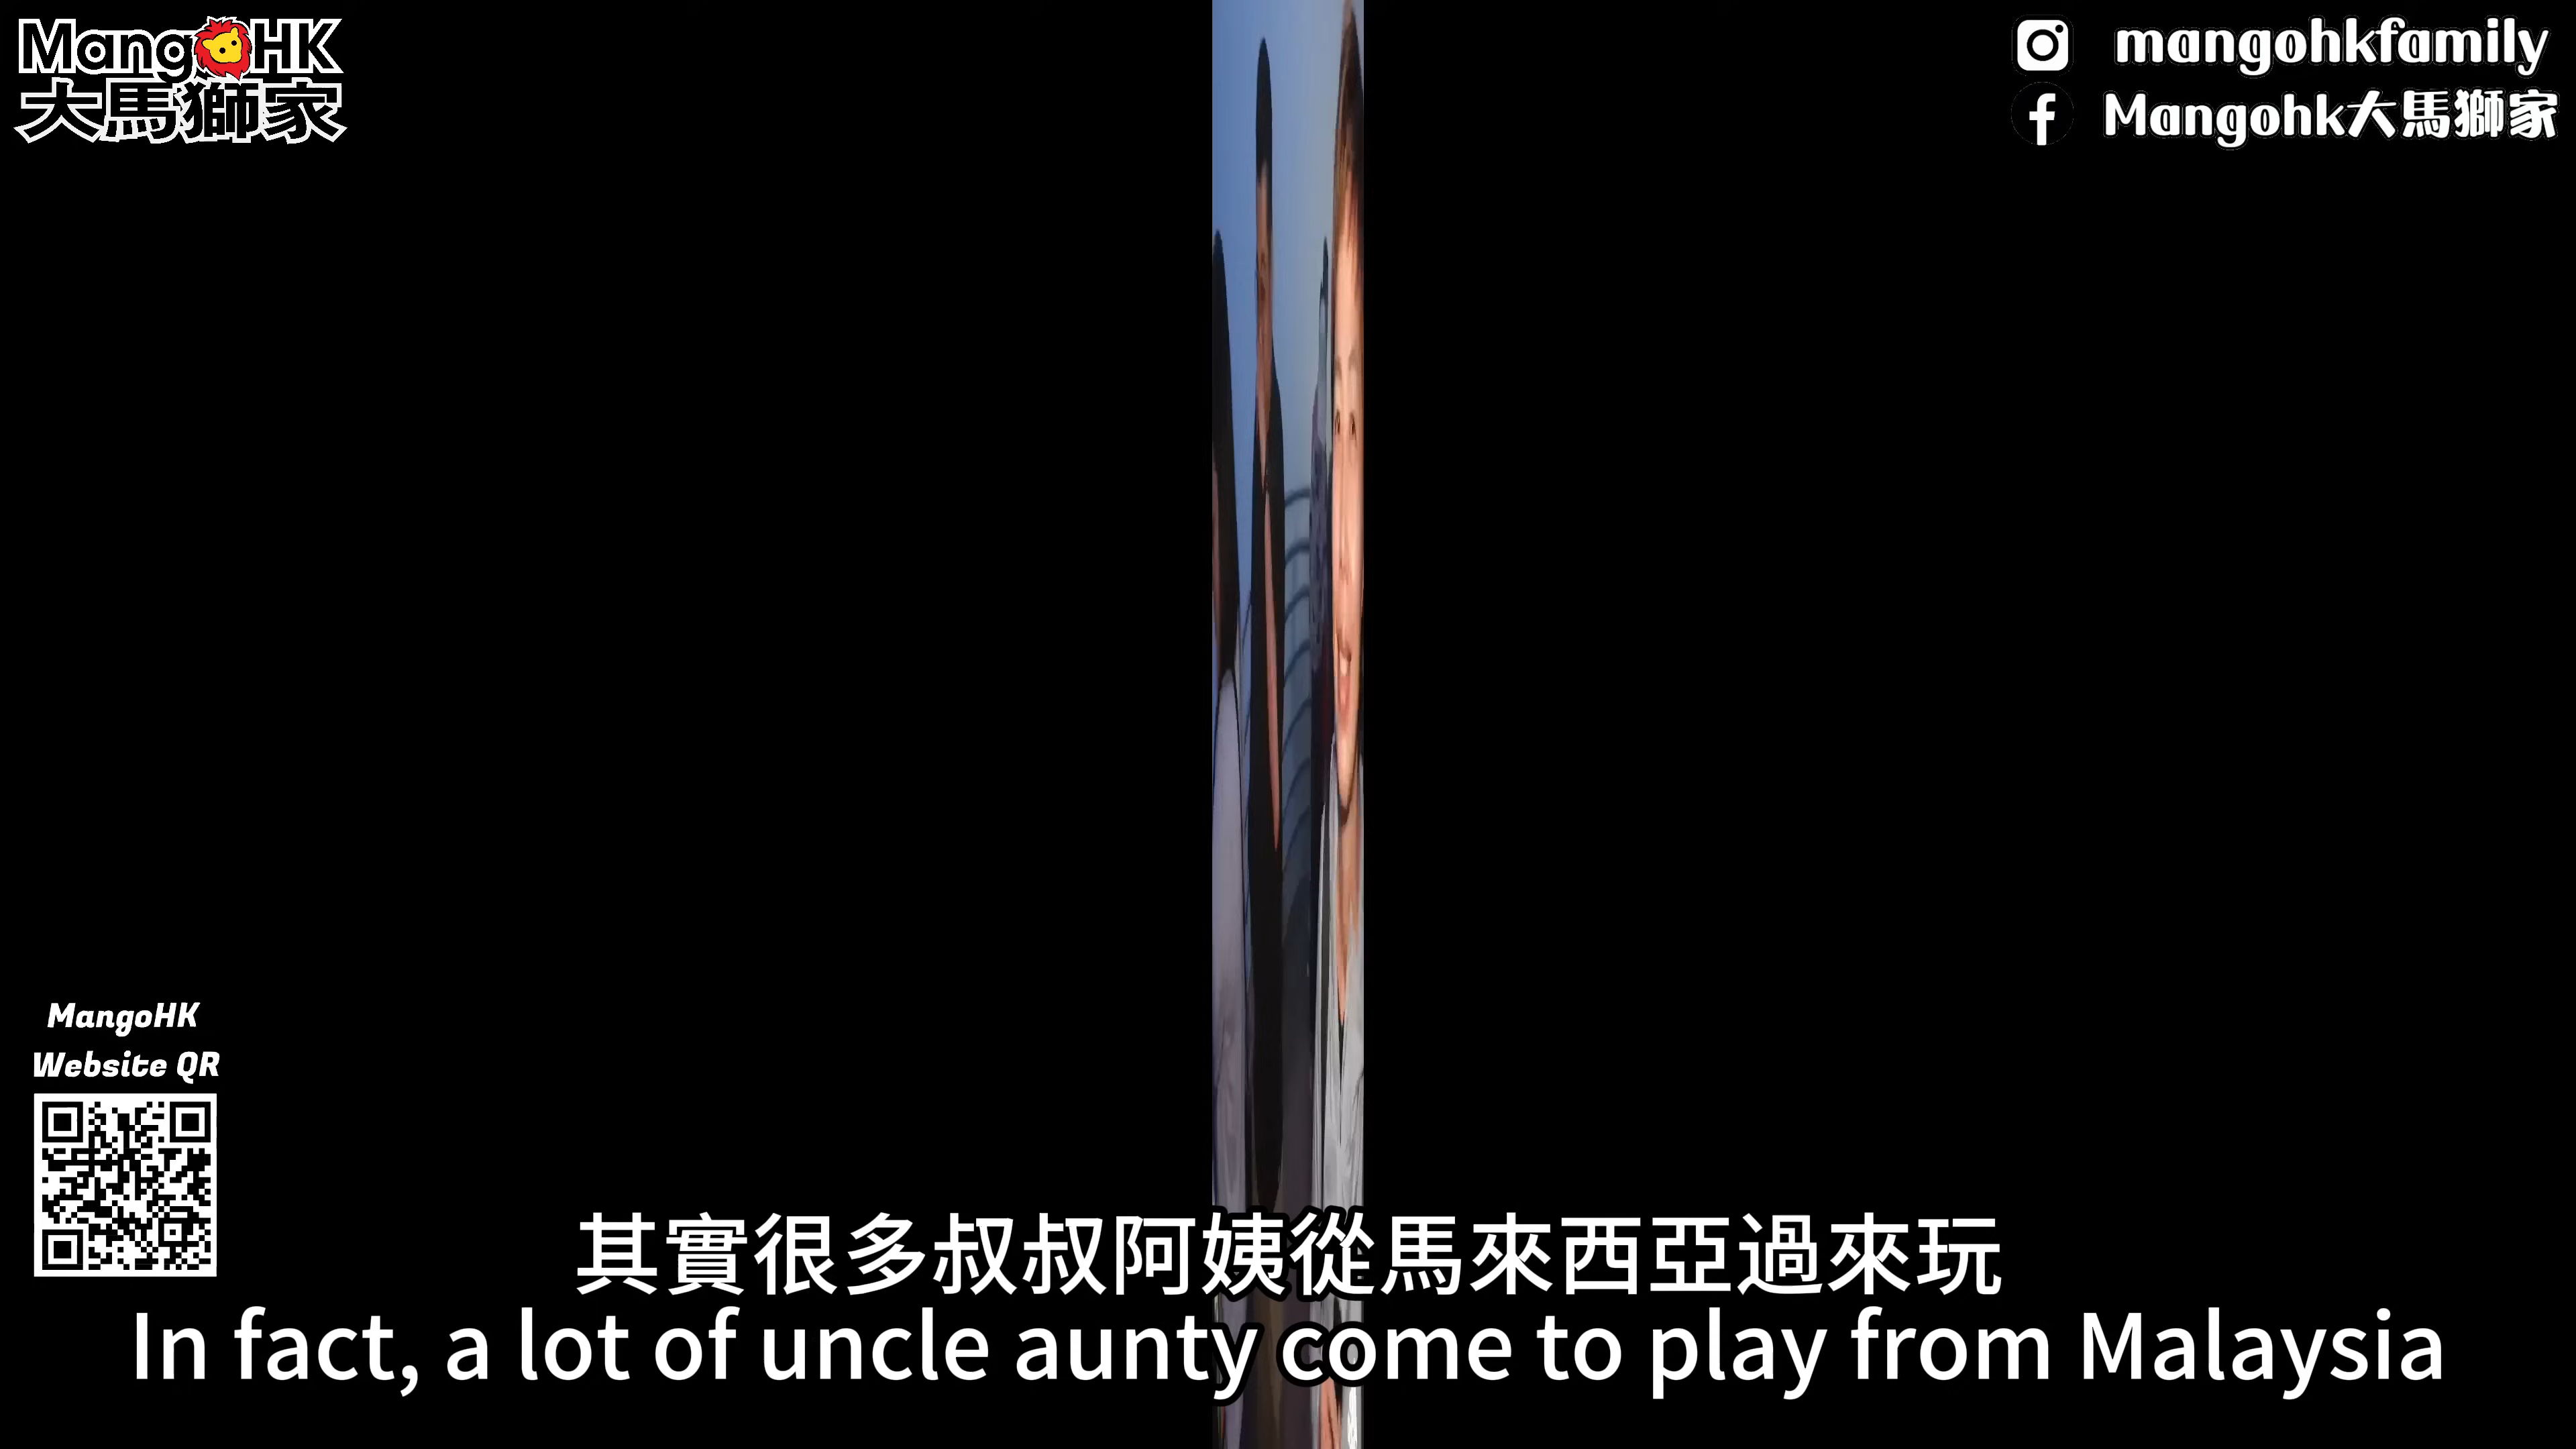 MangoHK
大馬獅家
mangohkfamily
Mangohk大馬獅家
MangoHK
Website QR
其實很多叔叔阿姨從馬來西亞過來玩
In fact, a lot of uncle aunty come to play from Malaysia